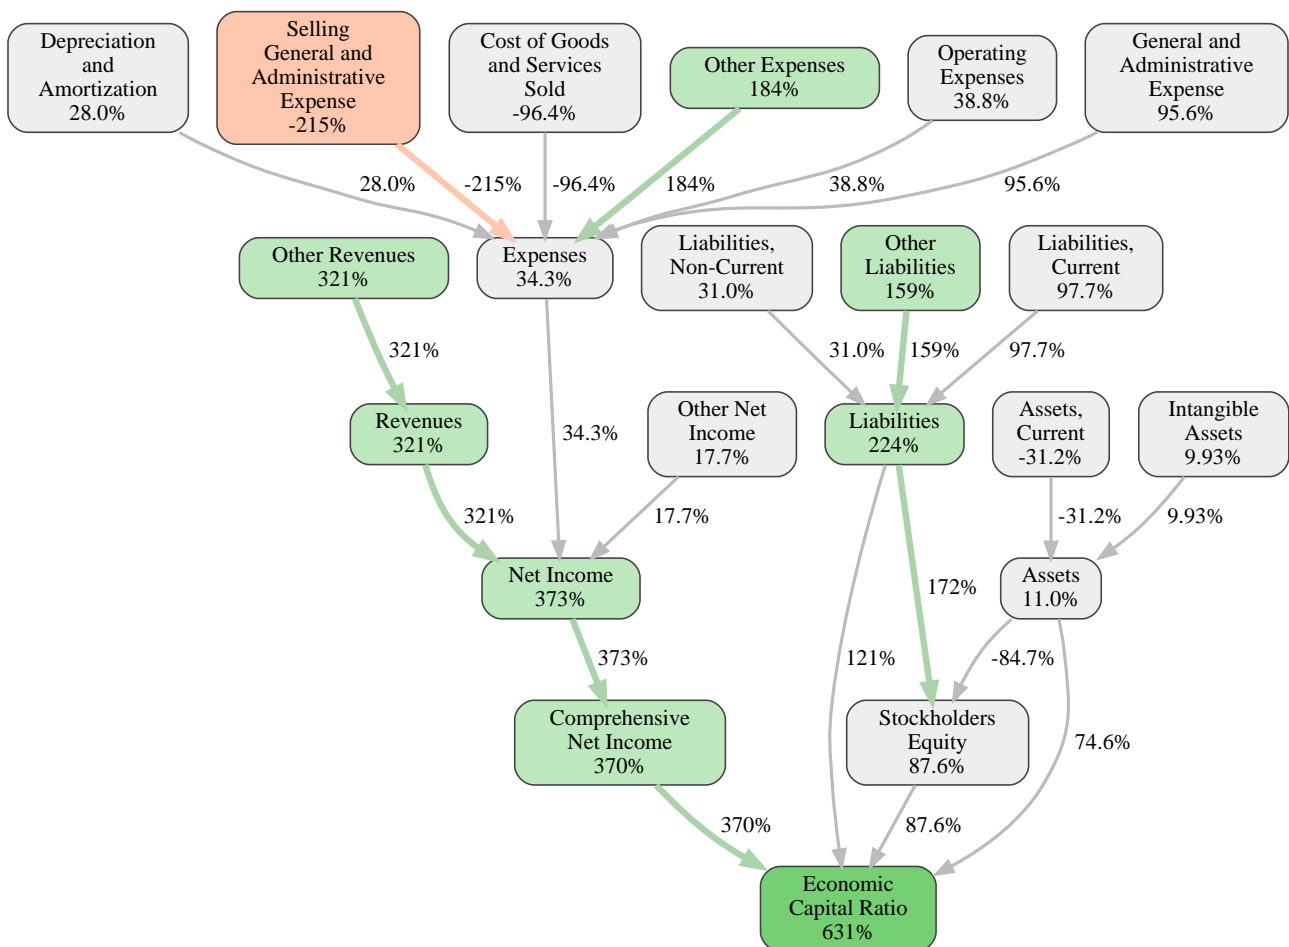 Depreciation
and
Amortization
28.0%
Selling
General and
Administrative
Expense
-215%
Cost of Goods
and Services
Sold
-96.4%
Other Expenses
184%
Operating
Expenses
38.8%
General and
Administrative
Expense
95.6%
28.0%
-215%
-96.4%
184%
38.8%
95.6%
Other Revenues
321%
Expenses
34.3%
Liabilities,
Non-Current
31.0%
Other
Liabilities
159%
Liabilities,
Current
97.7%
321%
31.0%
159%
97.7%
Revenues
321%
34.3%
Other Net
Income
17.7%
Liabilities
224%
Assets,
Current
-31.2%
Intangible
Assets
9.93%
321%
17.7%
-31.2%
9.93%
Net Income
373%
172%
Assets
11.0%
373%
121%
-84.7%
Comprehensive
Net Income
370%
Stockholders
Equity
87.6%
74.6%
370%
87.6%
Economic
Capital Ratio
631%